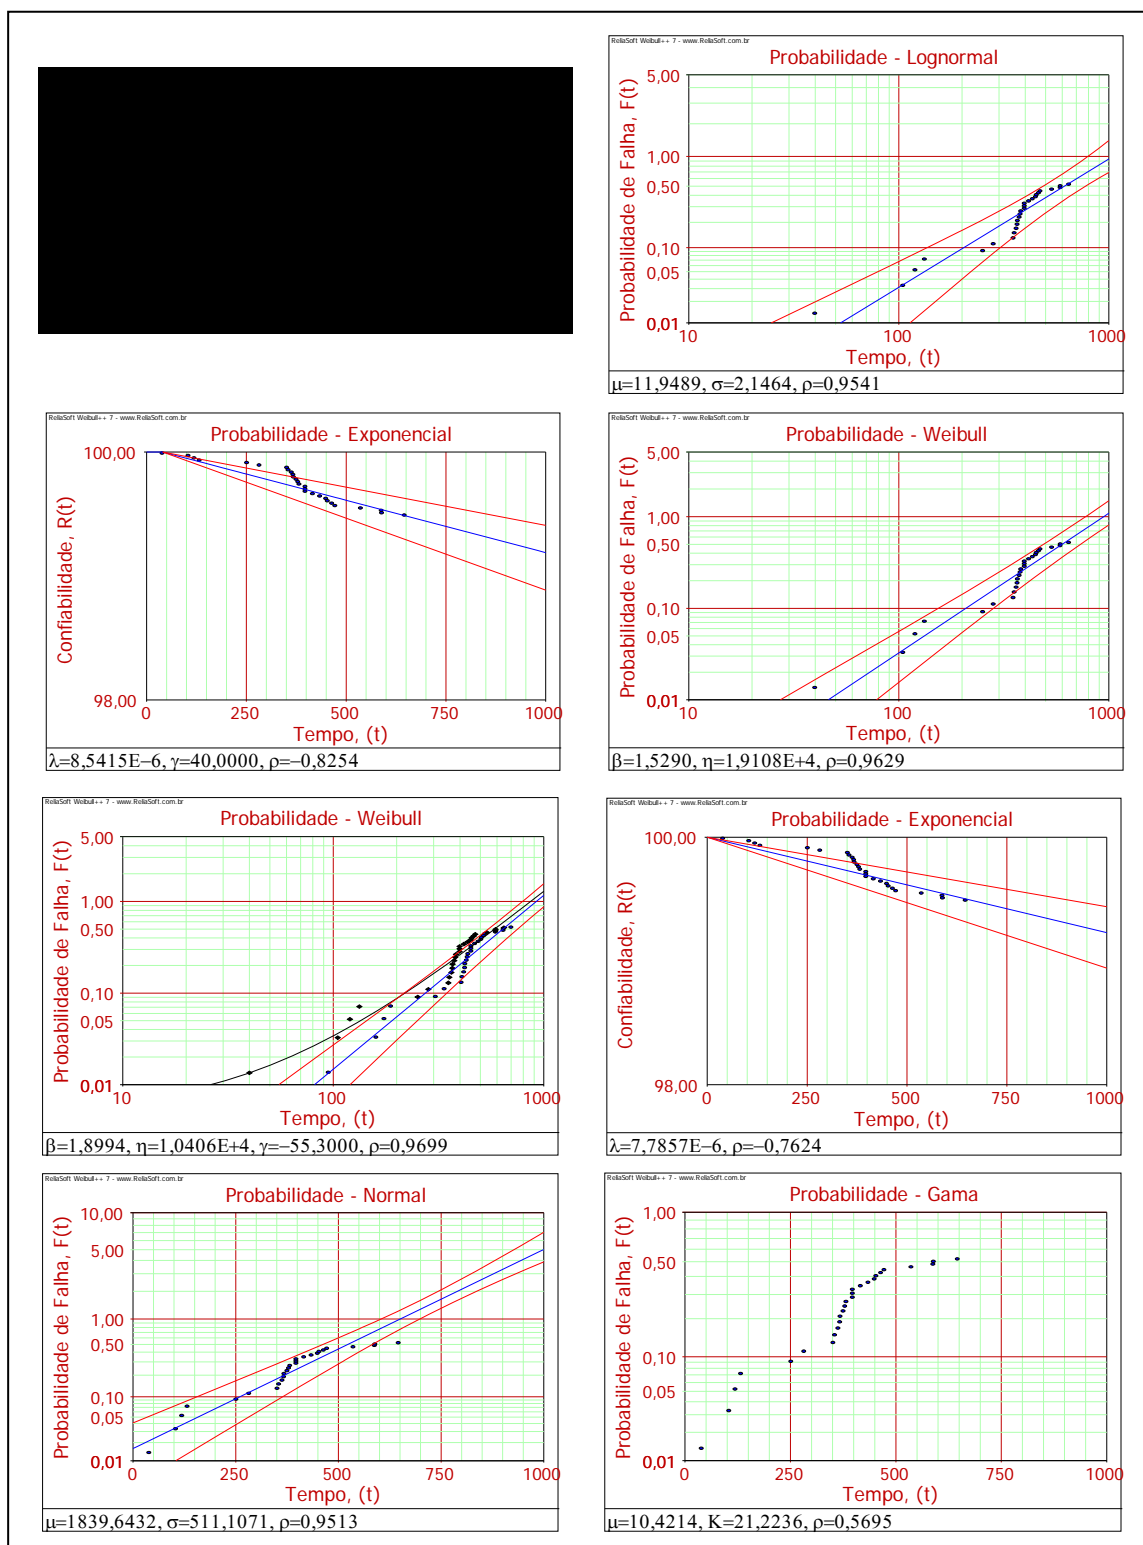 ReliaSoft Weibull++ 7 - www.ReliaSoft.com.br
Probabilidade - Lognormal
Probabilidade de Falha, F(t)
5,00
1,00
0,50
0,10
0,05
0,01
10
100
1000
Tempo, (t)
μ=11,9489, σ=2,1464, ρ=0,9541
ReliaSoft Weibull++ 7 - www.ReliaSoft.com.br
Probabilidade - Exponencial
Confiabilidade, R(t)
100,00
98,00
0
250
500
750
1000
Tempo, (t)
λ=8,5415E−6, γ=40,0000, ρ=−0,8254
ReliaSoft Weibull++ 7 - www.ReliaSoft.com.br
Probabilidade - Weibull
Probabilidade de Falha, F(t)
5,00
1,00
0,50
0,10
0,05
0,01
10
100
1000
Tempo, (t)
β=1,5290, η=1,9108E+4, ρ=0,9629
ReliaSoft Weibull++ 7 - www.ReliaSoft.com.br
Probabilidade - Weibull
Probabilidade de Falha, F(t)
5,00
1,00
0,50
0,10
0,05
0,01
10
100
1000
Tempo, (t)
β=1,8994, η=1,0406E+4, γ=−55,3000, ρ=0,9699
ReliaSoft Weibull++ 7 - www.ReliaSoft.com.br
Probabilidade - Exponencial
Confiabilidade, R(t)
100,00
98,00
0
250
500
750
1000
Tempo, (t)
λ=7,7857E−6, ρ=−0,7624
ReliaSoft Weibull++ 7 - www.ReliaSoft.com.br
Probabilidade - Normal
Probabilidade de Falha, F(t)
10,00
5,00
1,00
0,50
0,10
0,05
0,01
0
250
500
750
1000
Tempo, (t)
μ=1839,6432, σ=511,1071, ρ=0,9513
ReliaSoft Weibull++ 7 - www.ReliaSoft.com.br
Probabilidade - Gama
Probabilidade de Falha, F(t)
1,00
0,50
0,10
0,05
0,01
0
250
500
750
1000
Tempo, (t)
μ=10,4214, K=21,2236, ρ=0,5695